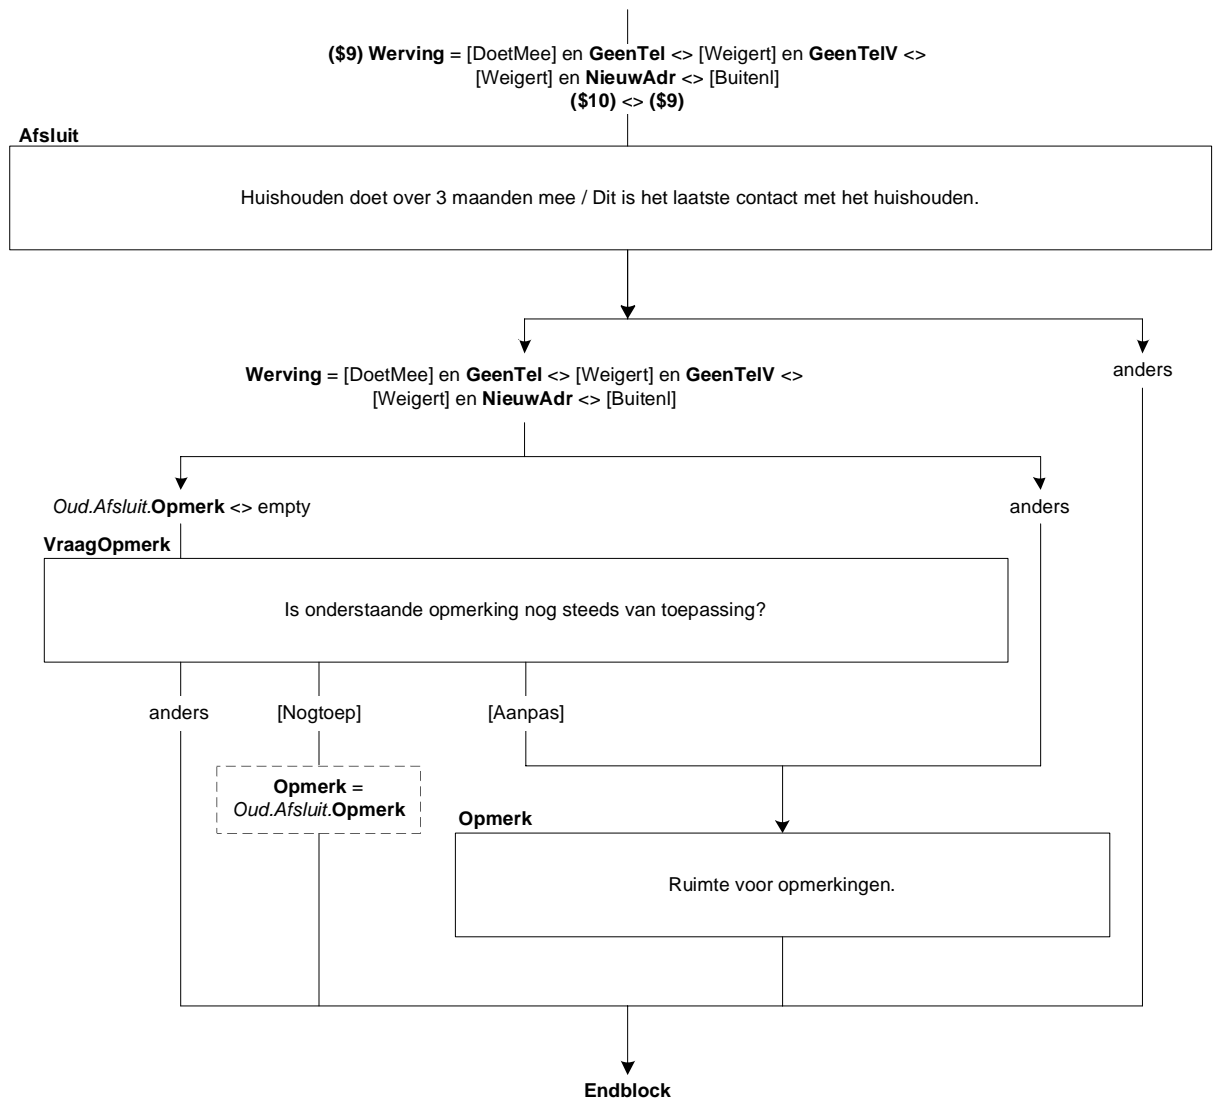 ($9) Werving = [DoetMee] en GeenTel <> [Weigert] en GeenTelV <>
[Weigert] en NieuwAdr <> [Buitenl]
($10) <> ($9)
Afsluit
Huishouden doet over 3 maanden mee / Dit is het laatste contact met het huishouden.
Werving = [DoetMee] en GeenTel <> [Weigert] en GeenTelV <>
[Weigert] en NieuwAdr <> [Buitenl]
anders
Oud.Afsluit.Opmerk <> empty
anders
VraagOpmerk
Is onderstaande opmerking nog steeds van toepassing?
anders
[Nogtoep]
[Aanpas]
Opmerk =
Oud.Afsluit.Opmerk
Opmerk
Ruimte voor opmerkingen.
Endblock